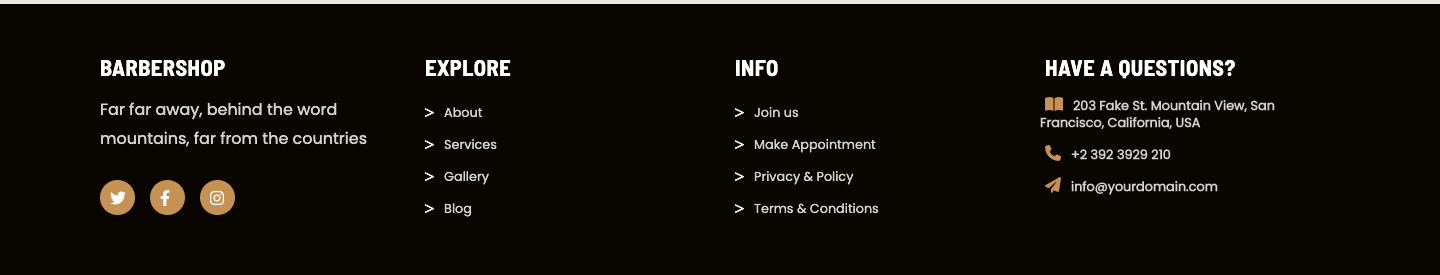 BARBERSHOP
Far far away, behind the word
mountains, far from the countries
EXPLORE
> About
> Services
> Gallery
> Blog
INFO
> Join us
> Make Appointment
> Privacy & Policy
> Terms & Conditions
HAVE A QUESTIONS?
203 Fake St. Mountain View, San
Francisco, California, USA
+2 392 3929 210
info@yourdomain.com